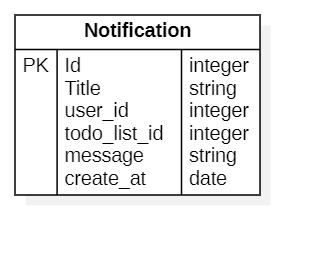 Notification
PK Id integer
Title string
user_id integer
todo_list_id integer
message string
create_at date